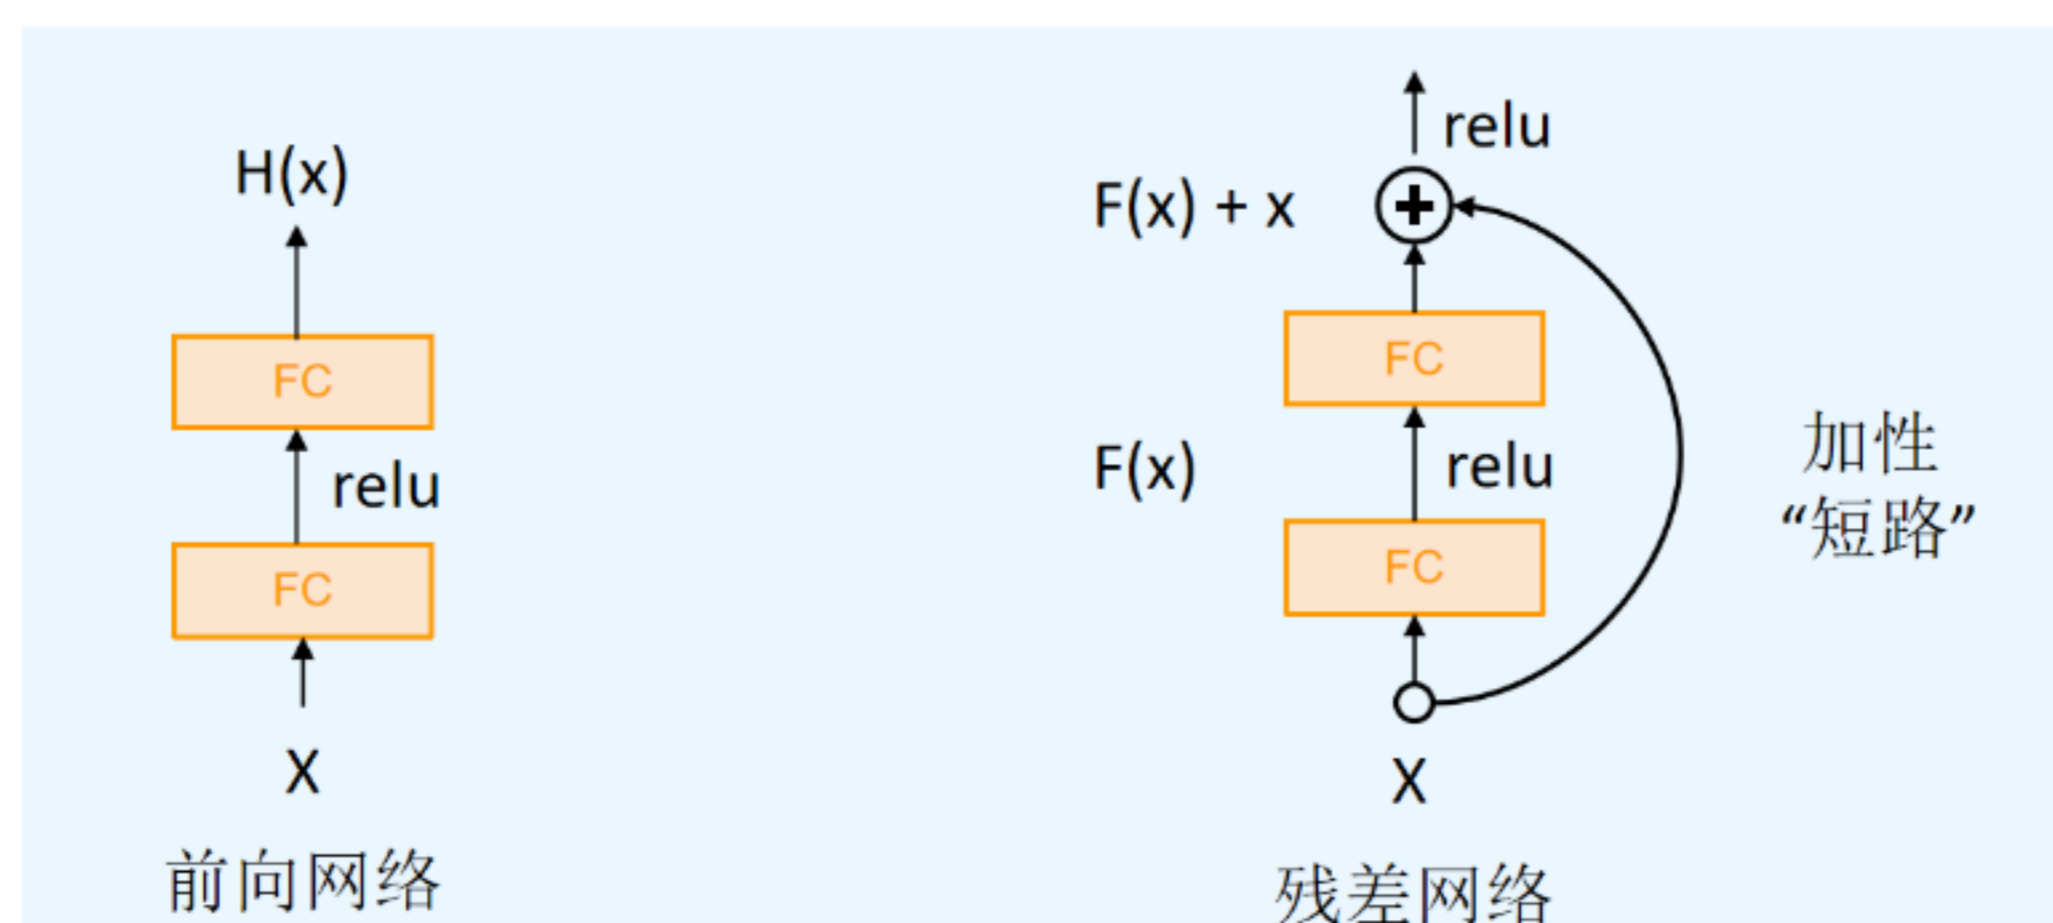 H(x)
FC
relu
FC
X
前向网络
relu
F(x) + x
FC
F(x)
relu
FC
X
残差网络
加性
“短路”